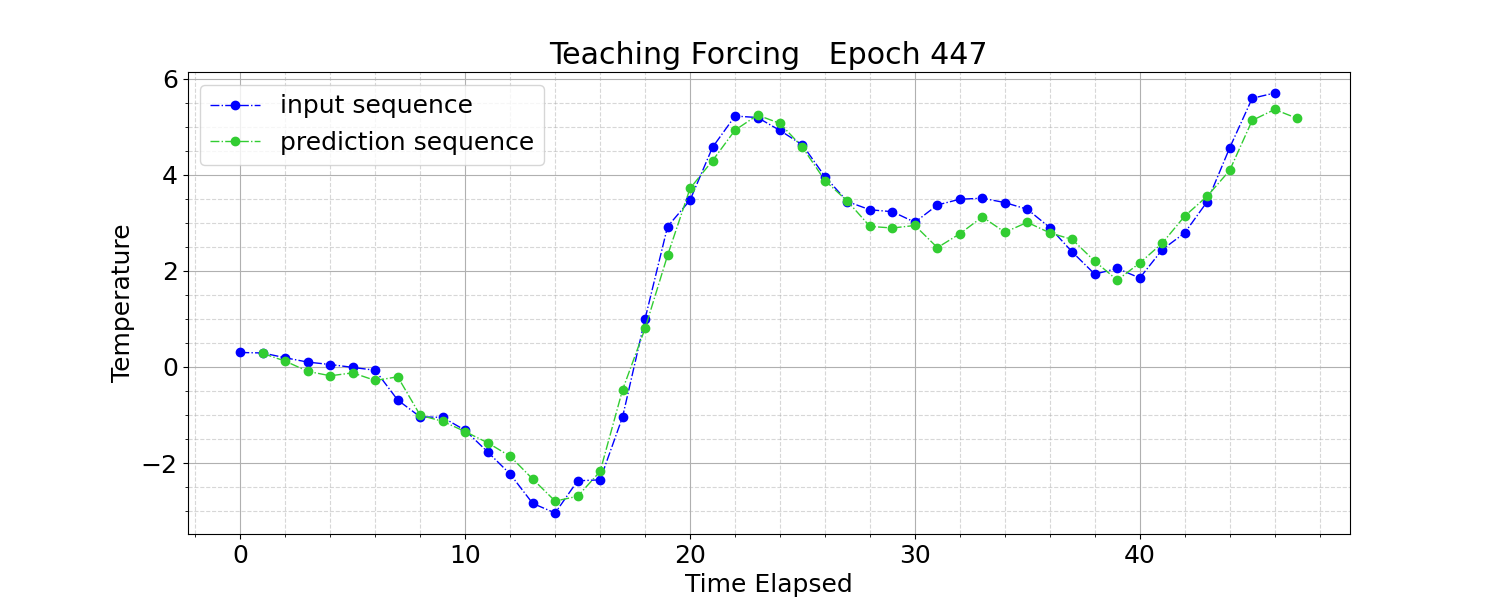 Teaching Forcing   Epoch 447
input sequence
prediction sequence
Temperature
6
4
2
0
−2
0 10 20 30 40
Time Elapsed